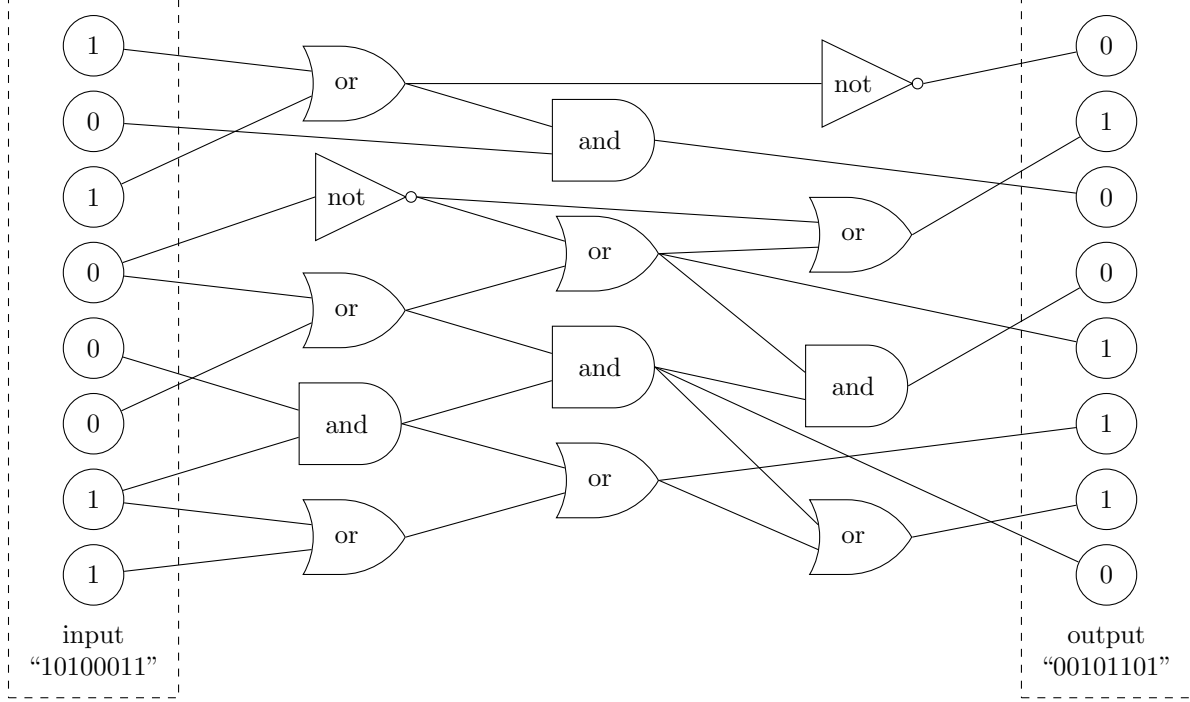 1
0
1
0
0
0
1
1
input
“10100011”
or
not
or
and
or
and
or
and
or
not
or
and
or
0
1
0
0
1
1
1
0
output
“00101101”